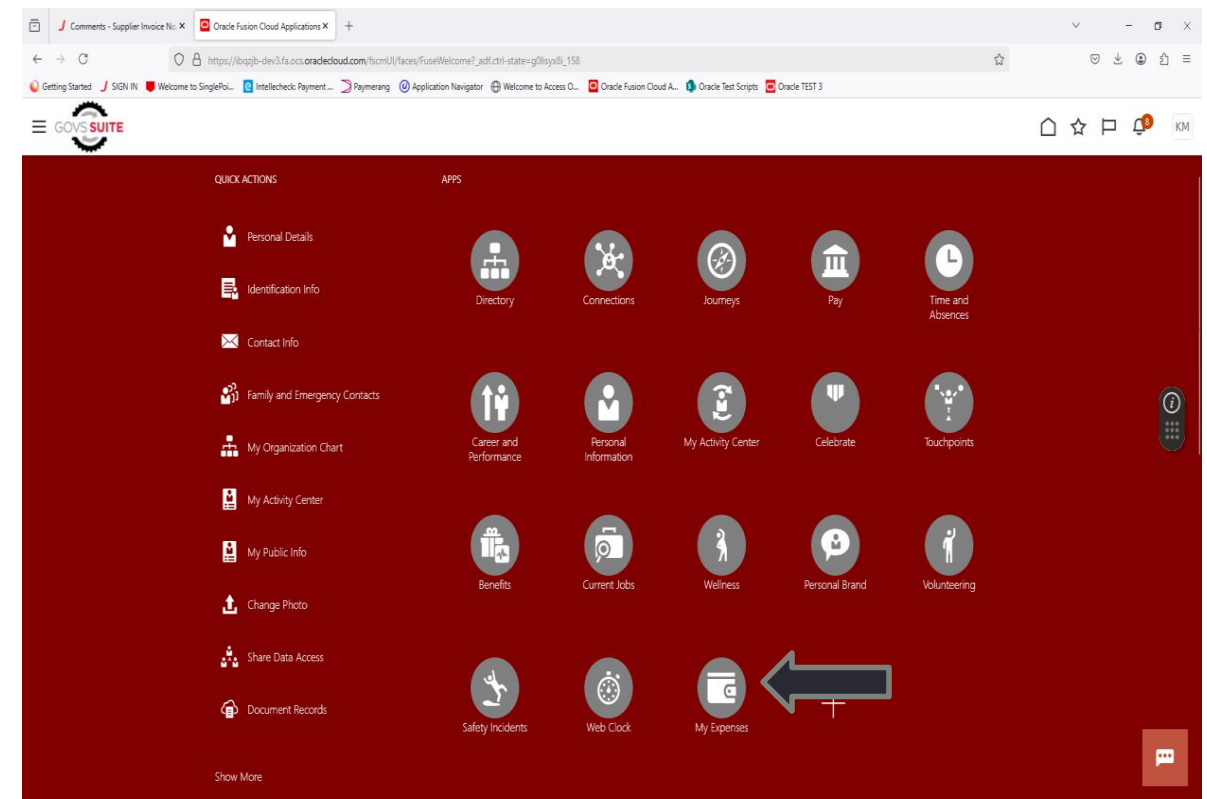 Comments - Supplier Invoice No
Oracle Fusion Cloud Applications
https://ibqzjb-dev3.fa.ocs.oraclecloud.com/fscmUI/faces/FuseWelcome?_adf.ctrl-state=g0lisyx8i_158
Getting Started SIGN IN Welcome to SinglePoi... Intellecheck Payment ... Paymerang Application Navigator Welcome to Access O... Oracle Fusion Cloud A... Oracle Test Scripts Oracle TEST 3
GOVS SUITE
8
KM
QUICK ACTIONS
Personal Details
Identification Info
Contact Info
Family and Emergency Contacts
My Organization Chart
My Activity Center
My Public Info
Change Photo
Share Data Access
Document Records
Show More
APPS
Directory
Connections
Journeys
Pay
Time and
Absences
Career and
Performance
Personal
Information
My Activity Center
Celebrate
Touchpoints
Benefits
Current Jobs
Wellness
Personal Brand
Volunteering
Safety Incidents
Web Clock
My Expenses